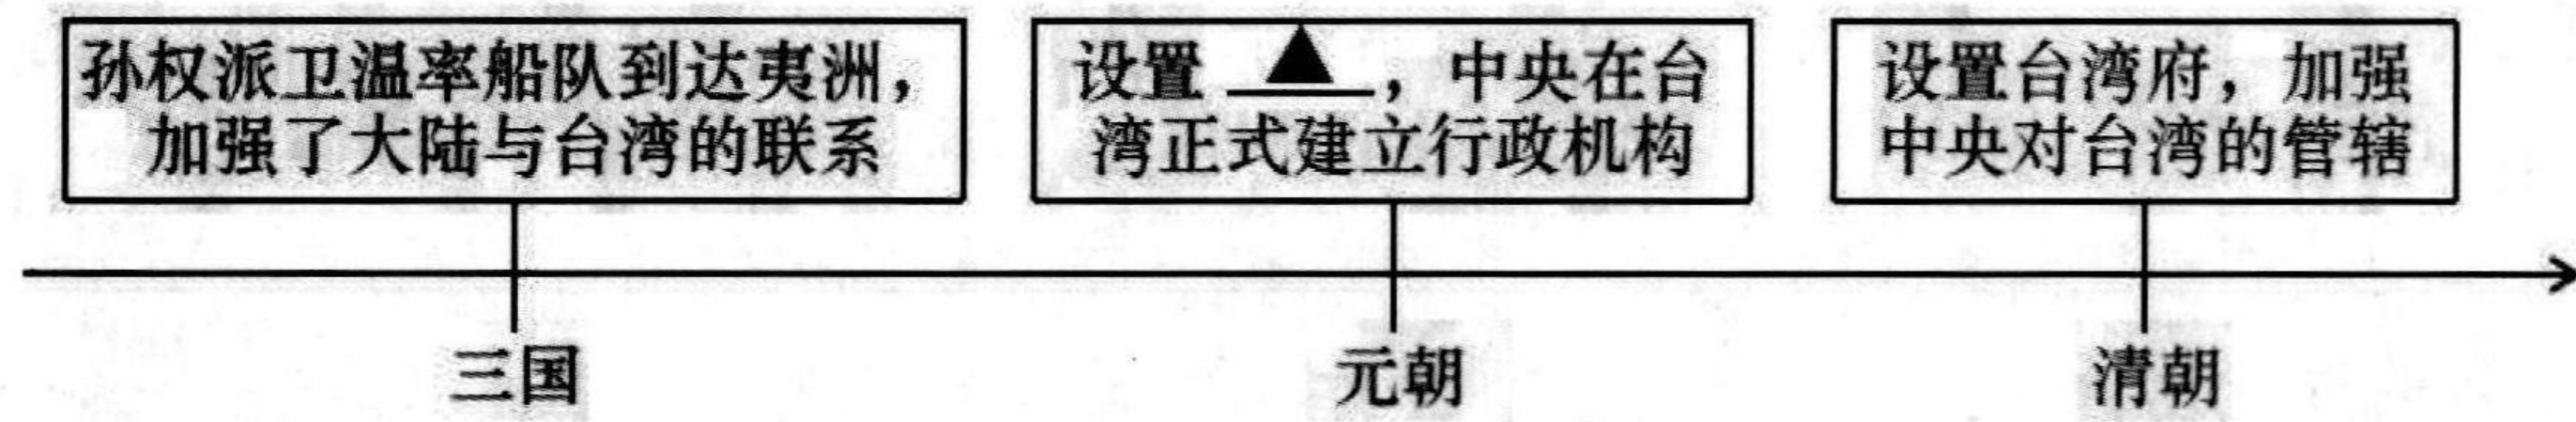 孙权派卫温率船队到达夷洲，
加强了大陆与台湾的联系
设置 ▲ ，中央在台
湾正式建立行政机构
设置台湾府，加强
中央对台湾的管辖
三国
元朝
清朝